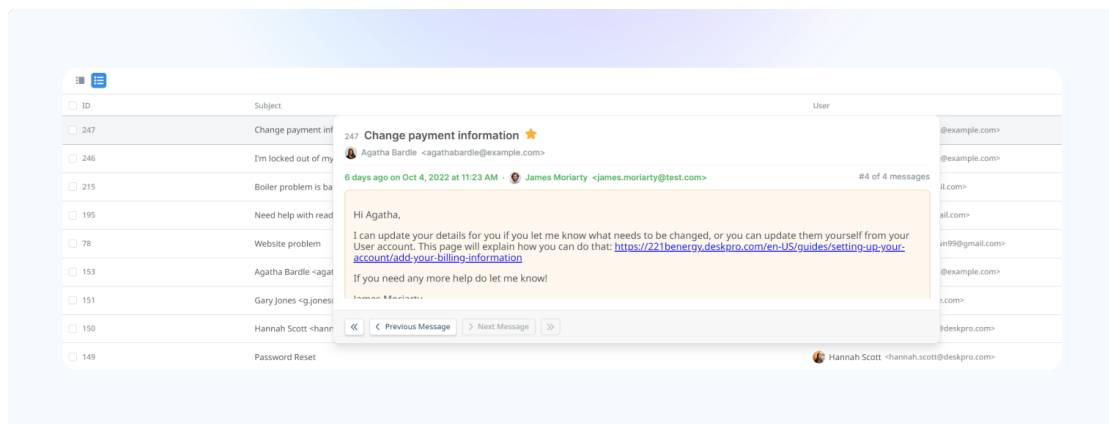 ID Subject User
247 Change payment inf @example.com>
246 I'm locked out of my @example.com>
215 Boiler problem is ba il.com>
195 Need help with read ail.com>
78 Website problem vn99@gmail.com>
153 Agatha Bardle <agat @example.com>
151 Gary Jones <g.jones .com>
150 Hannah Scott <hann @deskpro.com>
149 Password Reset Hannah Scott <hannah.scott@deskpro.com>
247 Change payment information
Agatha Bardle <agathabardle@example.com>
6 days ago on Oct 4, 2022 at 11:23 AM · James Moriarty <james.moriarty@test.com> #4 of 4 messages
Hi Agatha,
I can update your details for you if you let me know what needs to be changed, or you can update them yourself from your
User account. This page will explain how you can do that: https://221benergy.deskpro.com/en-US/guides/setting-up-your-
account/add-your-billing-information
If you need any more help do let me know!
James Moriarty
Previous Message Next Message